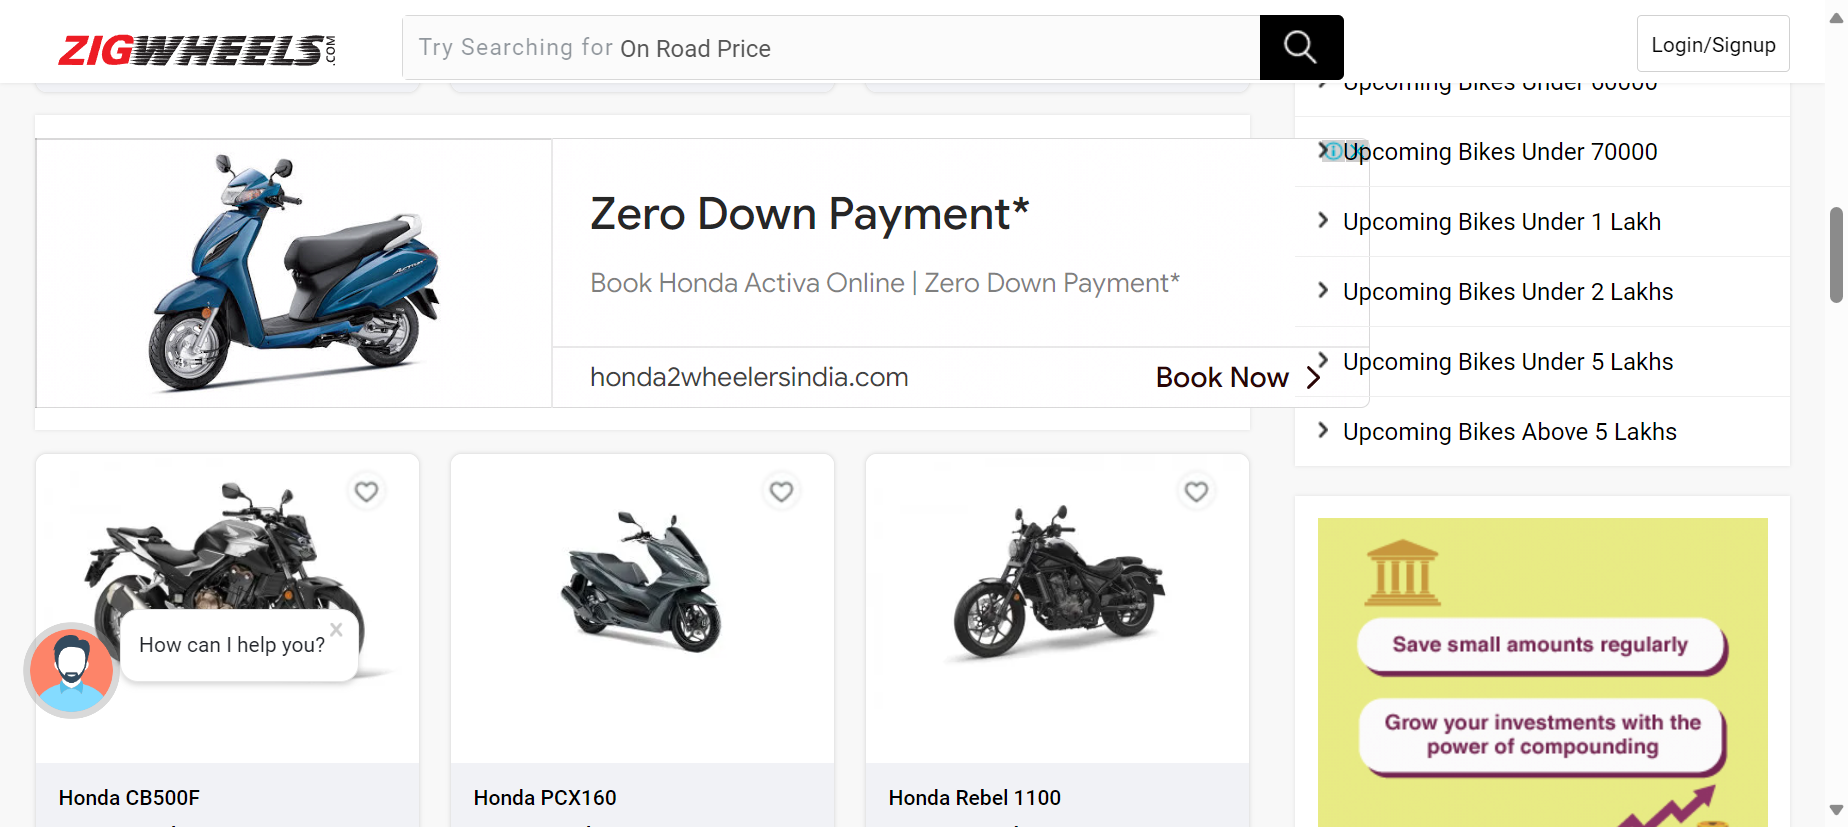 ZIGWHEELS.COM
Try Searching for On Road Price
Login/Signup
Upcoming Bikes Under 60000
Upcoming Bikes Under 70000
Upcoming Bikes Under 1 Lakh
Upcoming Bikes Under 2 Lakhs
Upcoming Bikes Under 5 Lakhs
Upcoming Bikes Above 5 Lakhs
Zero Down Payment*
Book Honda Activa Online | Zero Down Payment*
honda2wheelersindia.com
Book Now
How can I help you?
Honda CB500F
Honda PCX160
Honda Rebel 1100
Save small amounts regularly
Grow your investments with the
power of compounding